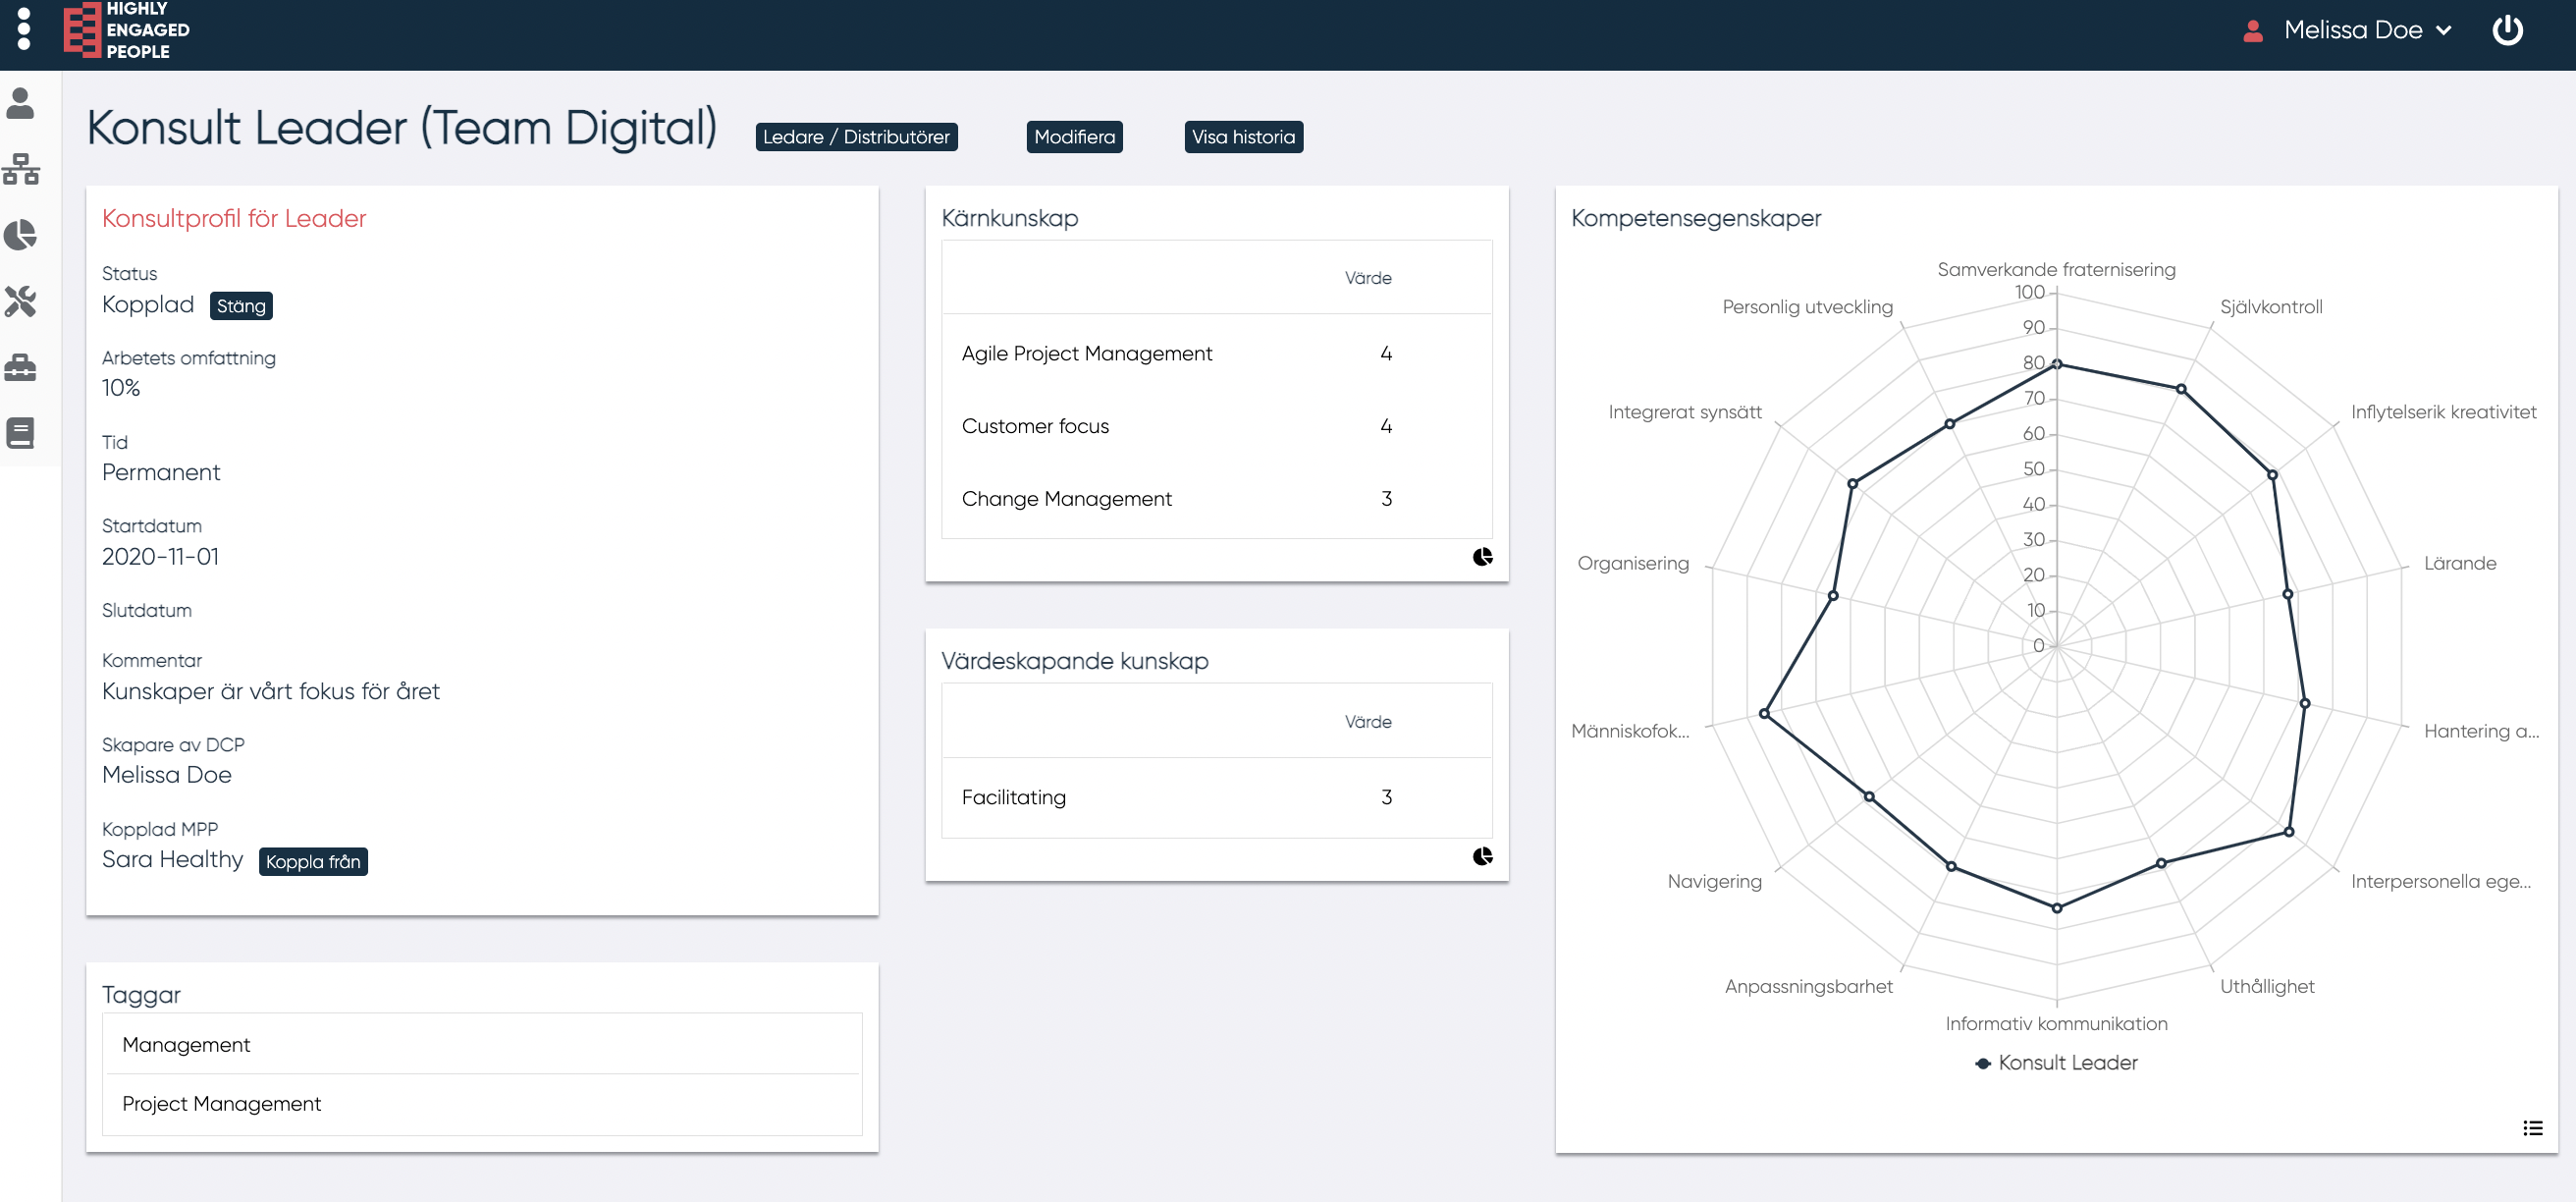 HIGHLY
ENGAGED
PEOPLE
Melissa Doe
Konsult Leader (Team Digital)
Ledare / Distributörer
Modifiera
Visa historia
Konsultprofil för Leader
Status
Kopplad
Stäng
Arbetets omfattning
10%
Tid
Permanent
Startdatum
2020-11-01
Slutdatum
Kommentar
Kunskaper är vårt fokus för året
Skapare av DCP
Melissa Doe
Kopplad MPP
Sara Healthy
Koppla från
Taggar
Management
Project Management
Kärnkunskap
Värde
Agile Project Management 4
Customer focus 4
Change Management 3
Värdeskapande kunskap
Värde
Facilitating 3
Kompetensegenskaper
Samverkande fraternisering
Självkontroll
Inflytelserik kreativitet
Lärande
Hantering a...
Interpersonella ege...
Uthållighet
Informativ kommunikation
Anpassningsbarhet
Navigering
Människofok...
Organisering
Integrerat synsätt
Personlig utveckling
100
90
80
70
60
50
40
30
20
10
0
Konsult Leader